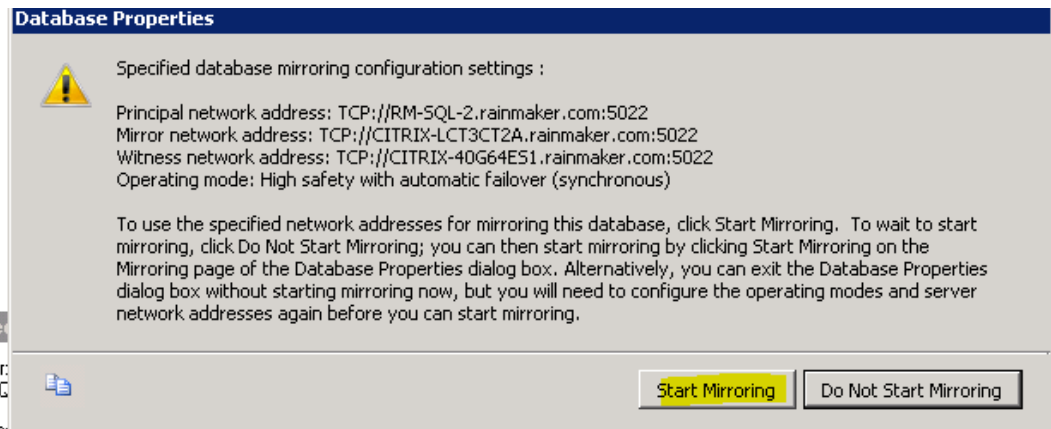 Database Properties
Specified database mirroring configuration settings :
Principal network address: TCP://RM-SQL-2.rainmaker.com:5022
Mirror network address: TCP://CITRIX-LCT3CT2A.rainmaker.com:5022
Witness network address: TCP://CITRIX-40G64ES1.rainmaker.com:5022
Operating mode: High safety with automatic failover (synchronous)
To use the specified network addresses for mirroring this database, click Start Mirroring.  To wait to start
mirroring, click Do Not Start Mirroring; you can then start mirroring by clicking Start Mirroring on the
Mirroring page of the Database Properties dialog box. Alternatively, you can exit the Database Properties
dialog box without starting mirroring now, but you will need to configure the operating modes and server
network addresses again before you can start mirroring.
Start Mirroring
Do Not Start Mirroring